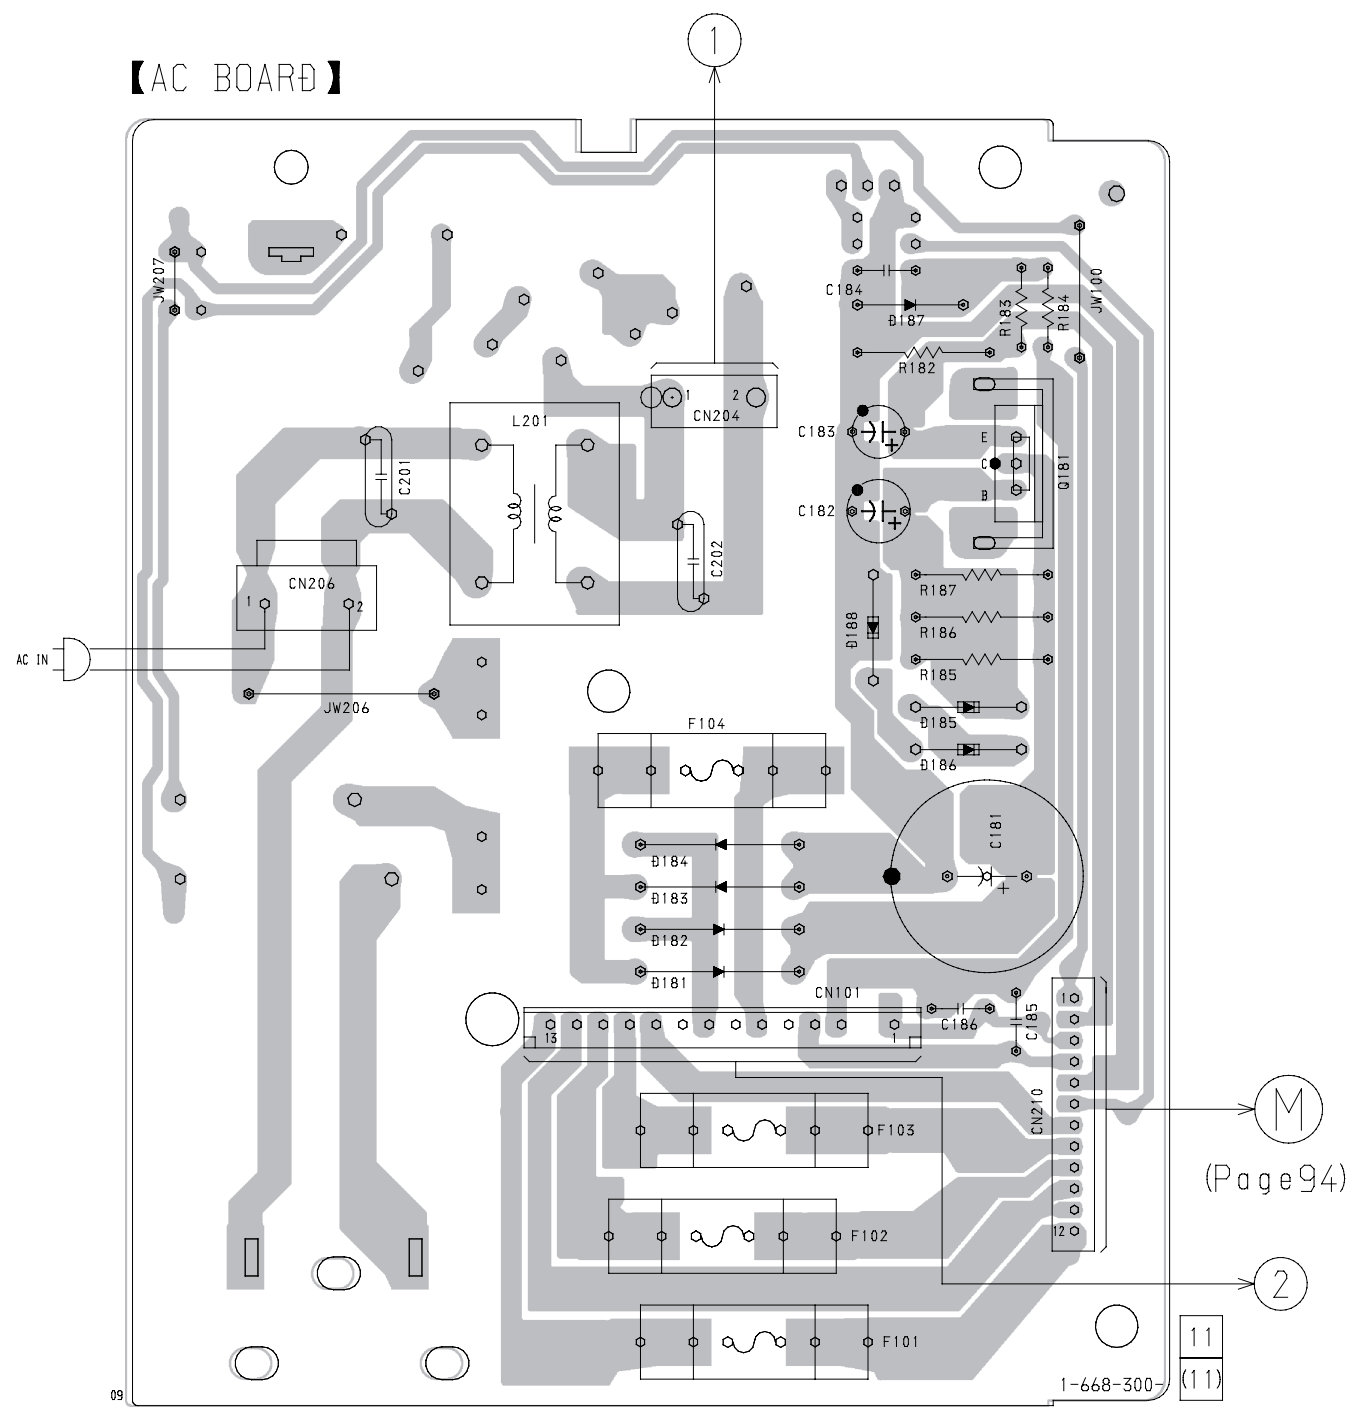 1
【AC BOARD】
JW207
C184
D187
R183
R184
JW100
R182
1
2
CN204
L201
C183
E
C
B
Q181
C201
C182
C202
CN206
1
2
R187
R186
D188
AC IN
R185
JW206
D185
F104
D186
C181
+
D184
D183
D182
D181
CN101
13
1
C186
C185
1
CN210
M
F103
(Page94)
F102
12
2
F101
11
1-668-300-
(11)
09